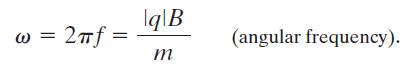 ω = 2πf = |q|B / m (angular frequency).